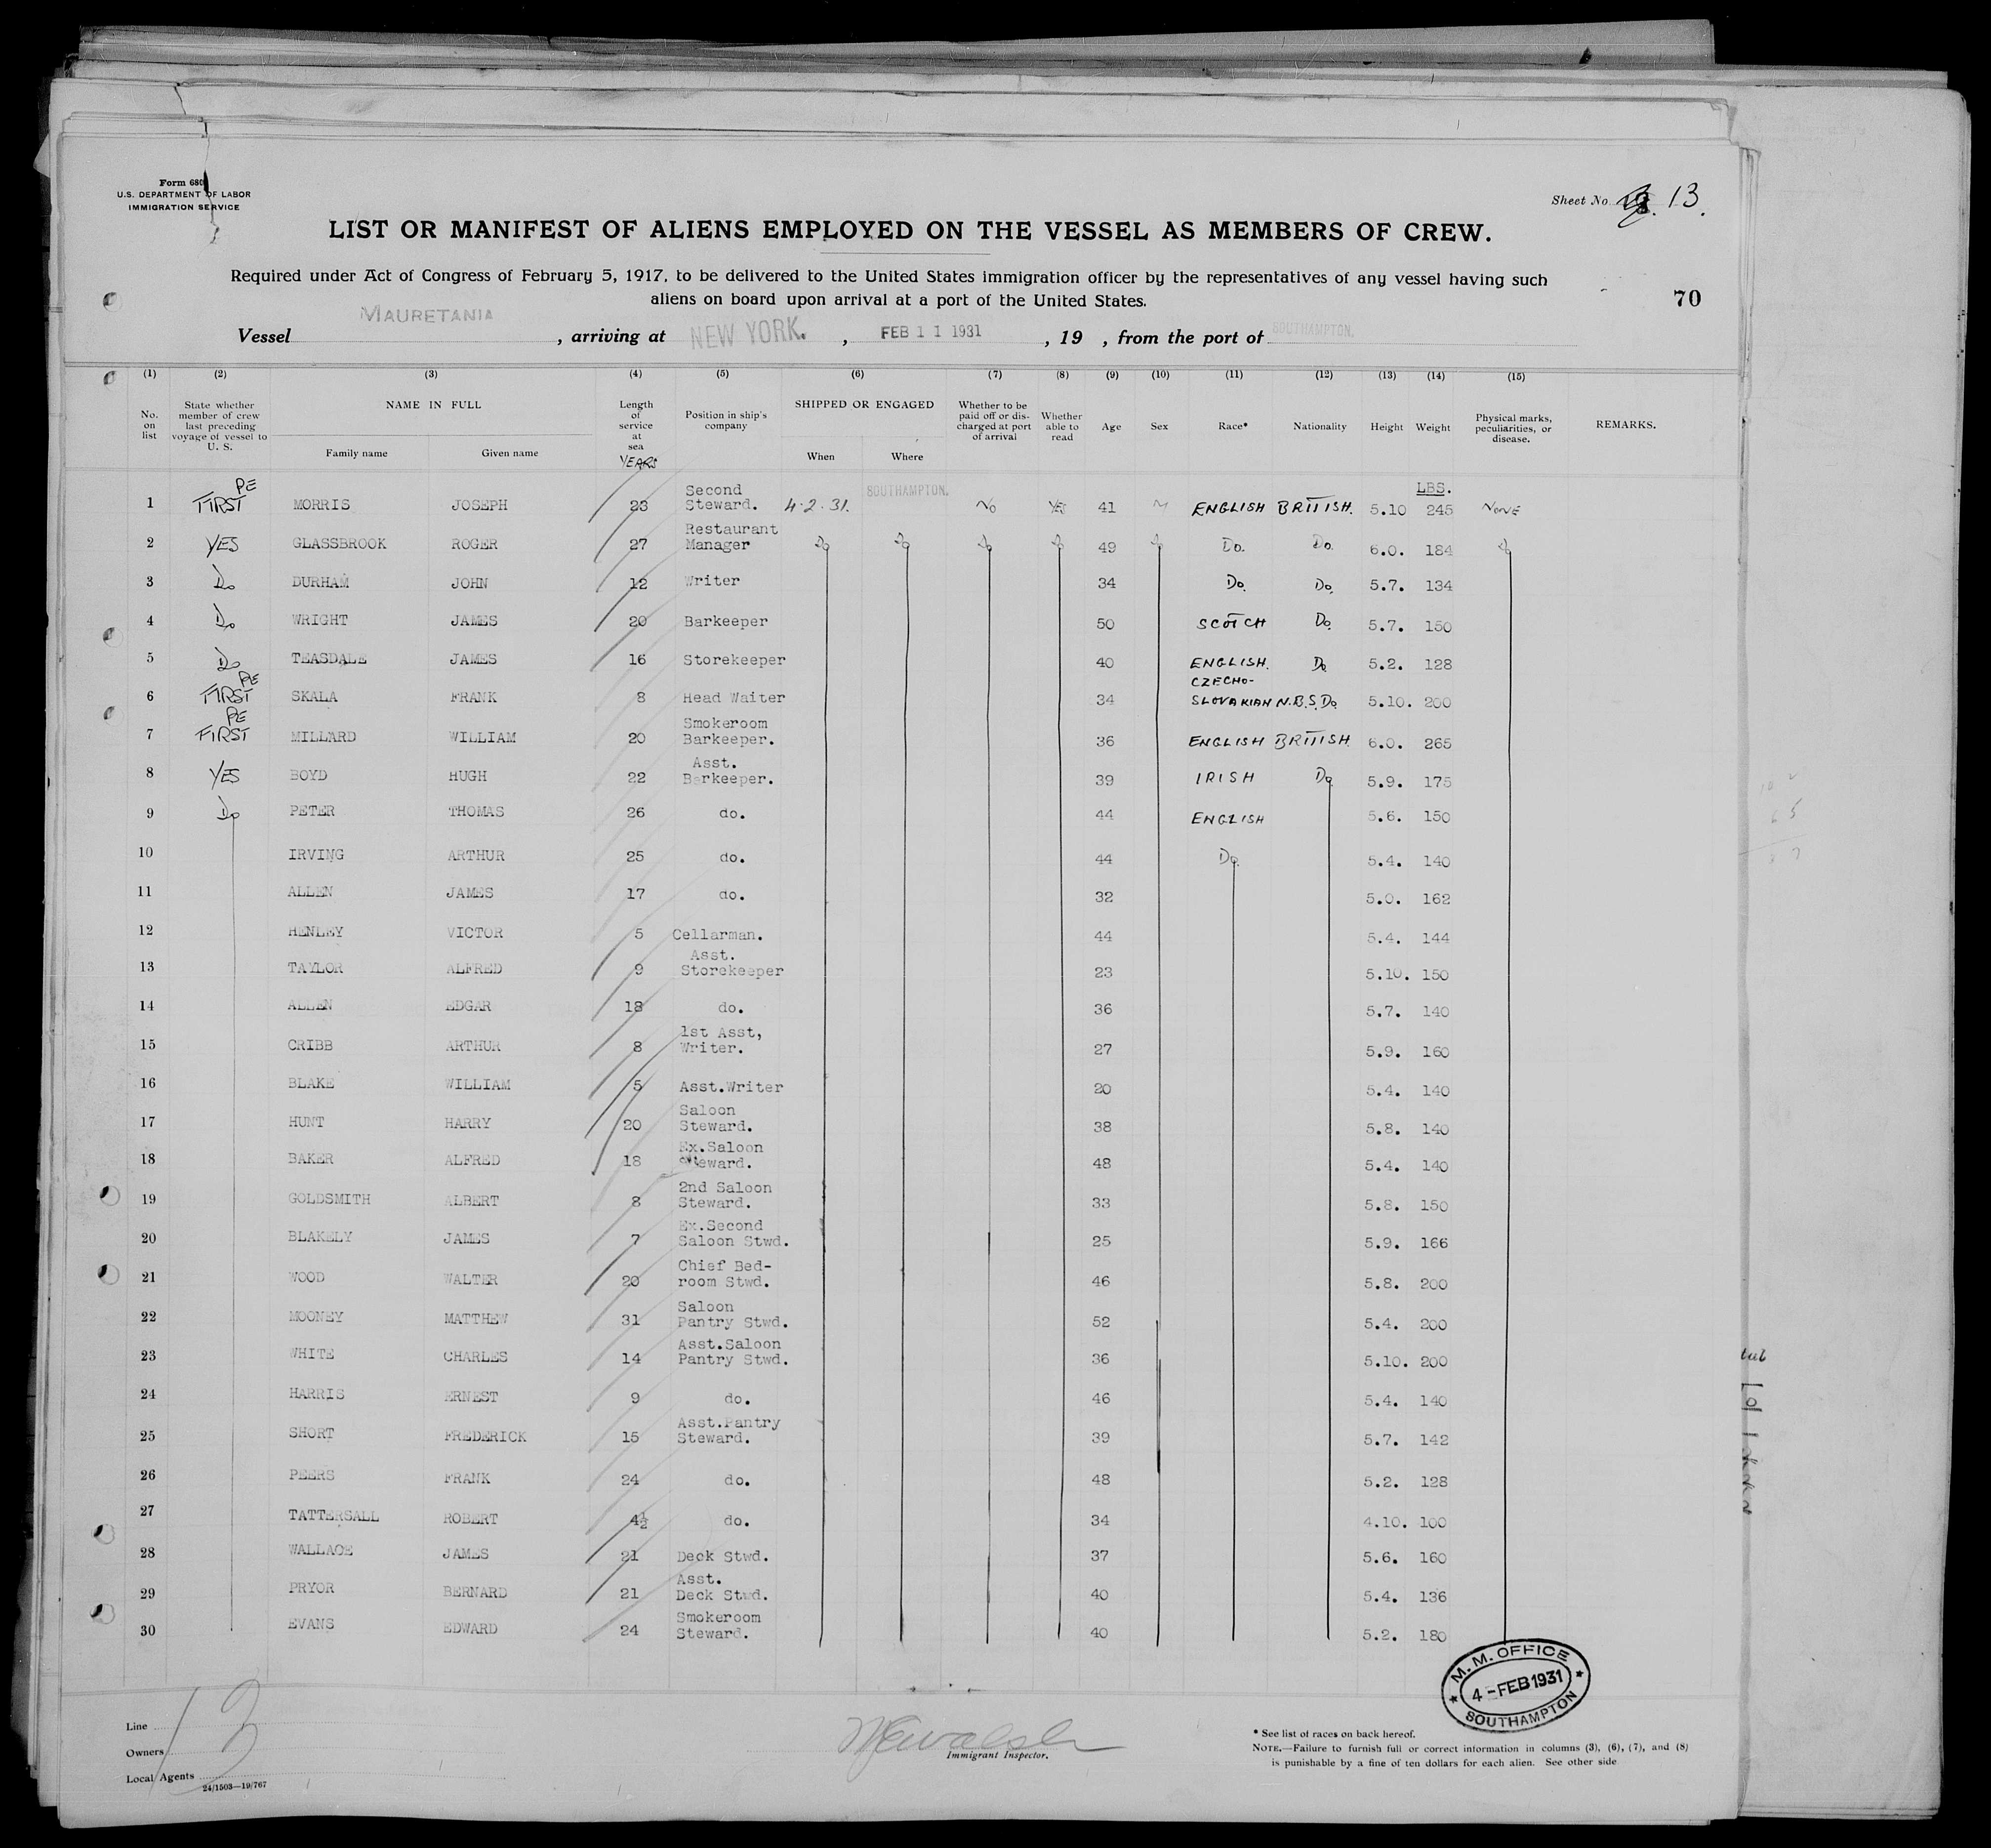 Form 680
U.S. DEPARTMENT OF LABOR
IMMIGRATION SERVICE
Sheet No. 13.
LIST OR MANIFEST OF ALIENS EMPLOYED ON THE VESSEL AS MEMBERS OF CREW.
Required under Act of Congress of February 5, 1917, to be delivered to the United States immigration officer by the representatives of any vessel having such
aliens on board upon arrival at a port of the United States.
70
Vessel MAURETANIA, arriving at NEW YORK., FEB 11 1931, 19 , from the port of SOUTHAMPTON.
(1) (2) (3) (4) (5) (6) (7) (8) (9) (10) (11) (12) (13) (14) (15)
No. on list State whether member of crew last preceding voyage of vessel to U. S. NAME IN FULL Family name Given name Length of service at sea YEARS Position in ship's company SHIPPED OR ENGAGED When Where Whether to be paid off or discharged at port of arrival Whether able to read Age Sex Race* Nationality Height Weight Physical marks, peculiarities, or disease. REMARKS.
LBS.
1 FIRST PE MORRIS JOSEPH 23 Second Steward. 4.2.31. SOUTHAMPTON. No YES 41 M ENGLISH BRITISH. 5.10 245 NONE
2 YES GLASSBROOK ROGER 27 Restaurant Manager Do Do Do Do 49 Do Do. Do. 6.0. 184 Do
3 Do DURHAM JOHN 12 Writer 34 Do. Do. 5.7. 134
4 Do WRIGHT JAMES 20 Barkeeper 50 SCOTCH Do. 5.7. 150
5 Do TEASDALE JAMES 16 Storekeeper 40 ENGLISH. Do 5.2. 128
6 FIRST PE SKALA FRANK 8 Head Waiter 34 CZECHO-SLOVAKIAN N.B.S. Do. 5.10. 200
7 FIRST PE MILLARD WILLIAM 20 Smokeroom Barkeeper. 36 ENGLISH BRITISH. 6.0. 265
8 YES BOYD HUGH 22 Asst. Barkeeper. 39 IRISH Do 5.9. 175
9 Do PETER THOMAS 26 do. 44 ENGLISH 5.6. 150
10 IRVING ARTHUR 25 do. 44 Do. 5.4. 140
11 ALLEN JAMES 17 do. 32 5.0. 162
12 HENLEY VICTOR 5 Cellarman. 44 5.4. 144
13 TAYLOR ALFRED 9 Asst. Storekeeper 23 5.10. 150
14 ALLEN EDGAR 18 do. 36 5.7. 140
15 CRIBB ARTHUR 8 1st Asst, Writer. 27 5.9. 160
16 BLAKE WILLIAM 5 Asst.Writer 20 5.4. 140
17 HUNT HARRY 20 Saloon Steward. 38 5.8. 140
18 BAKER ALFRED 18 Ex.Saloon Steward. 48 5.4. 140
19 GOLDSMITH ALBERT 8 2nd Saloon Steward. 33 5.8. 150
20 BLAKELY JAMES 7 Ex.Second Saloon Stwd. 25 5.9. 166
21 WOOD WALTER 20 Chief Bed-room Stwd. 46 5.8. 200
22 MOONEY MATTHEW 31 Saloon Pantry Stwd. 52 5.4. 200
23 WHITE CHARLES 14 Asst.Saloon Pantry Stwd. 36 5.10. 200
24 HARRIS ERNEST 9 do. 46 5.4. 140
25 SHORT FREDERICK 15 Asst.Pantry Steward. 39 5.7. 142
26 PEERS FRANK 24 do. 48 5.2. 128
27 TATTERSALL ROBERT 4½ do. 34 4.10. 100
28 WALLACE JAMES 21 Deck Stwd. 37 5.6. 160
29 PRYOR BERNARD 21 Asst. Deck Stwd. 40 5.4. 136
30 EVANS EDWARD 24 Smokeroom Steward. 40 5.2. 180
M. M. OFFICE
4 - FEB 1931
SOUTHAMPTON
Line
Owners
Local Agents
24/1503—19/767
Immigrant Inspector.
* See list of races on back hereof.
NOTE.—Failure to furnish full or correct information in columns (3), (6), (7), and (8)
is punishable by a fine of ten dollars for each alien. See other side